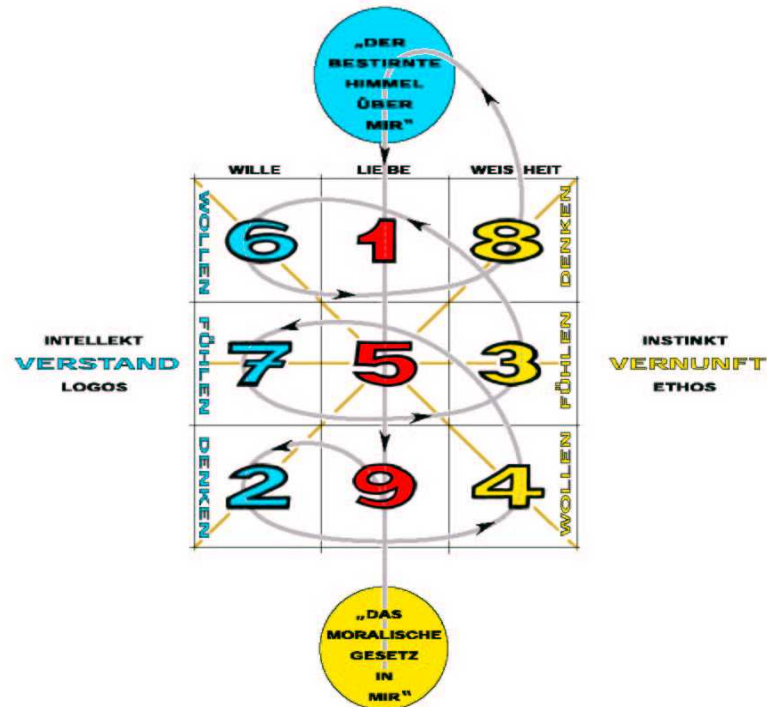 „DER
BESTIRNTE
HIMMEL
ÜBER
MIR"
WILLE LIEBE WEISHEIT
WOLLEN 6 1 8 DENKEN
INTELLEKT
VERSTAND
LOGOS
FÜHLEN 7 5 3 FÜHLEN
INSTINKT
VERNUNFT
ETHOS
DENKEN 2 9 4 WOLLEN
„DAS
MORALISCHE
GESETZ
IN
MIR"